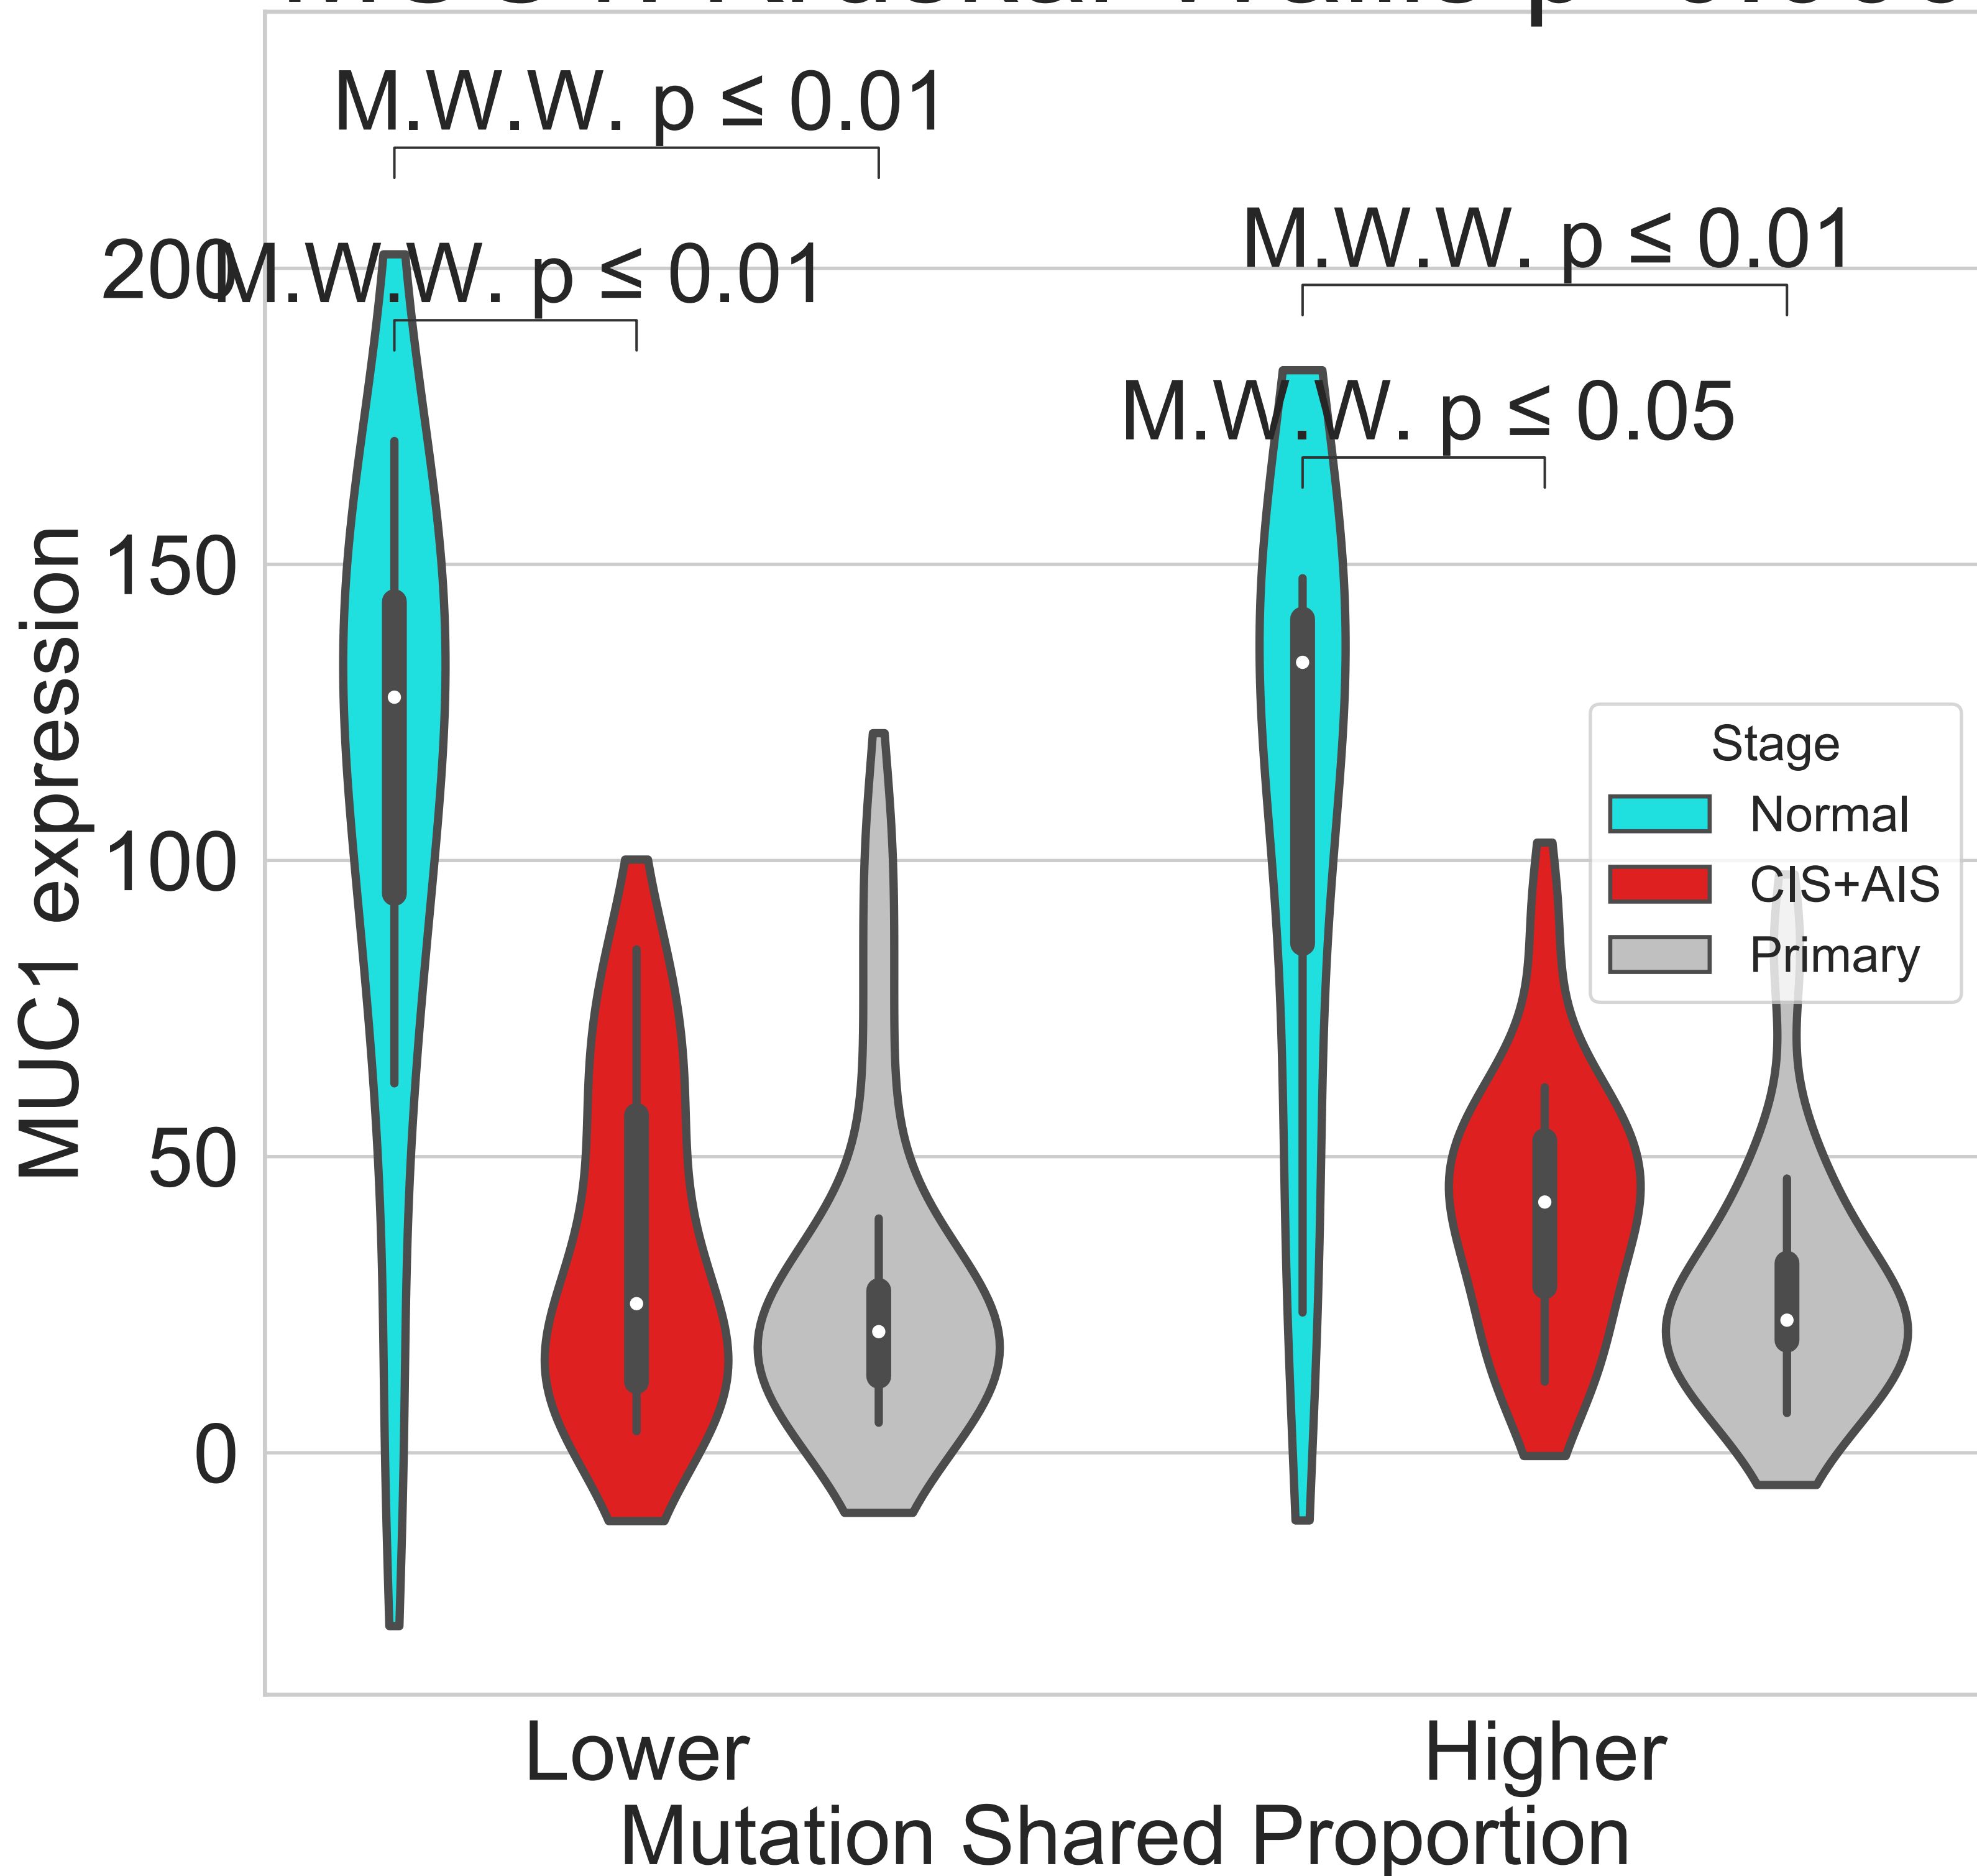 M.W.W. p ≤ 0.01
M.W.W. p ≤ 0.01
M.W.W. p ≤ 0.01
M.W.W. p ≤ 0.05
200
150
100
50
0
MUC1 expression
Stage
Normal
CIS+AIS
Primary
Lower
Higher
Mutation Shared Proportion